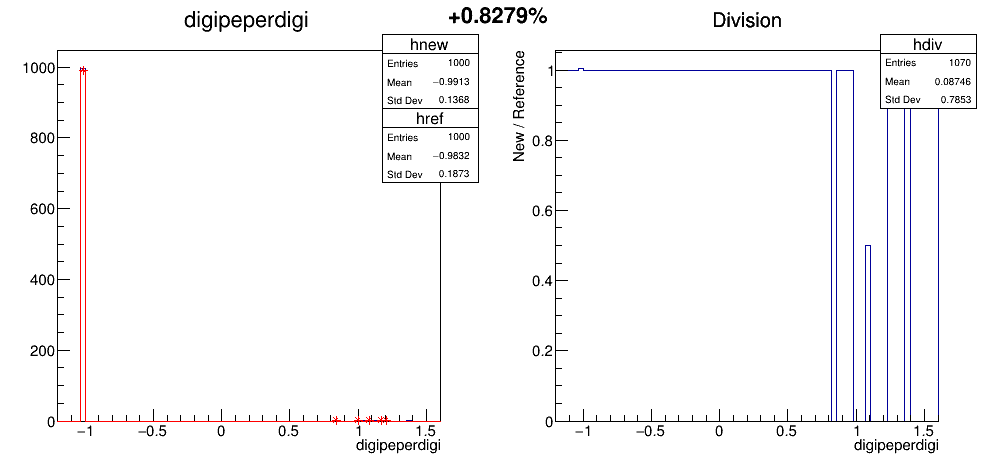 +0.8279%
digipeperdigi
hnew
Entries 1000
Mean −0.9913
Std Dev 0.1368
href
Entries 1000
Mean −0.9832
Std Dev 0.1873
1000
800
600
400
200
0
−1 −0.5 0 0.5 1 1.5
digipeperdigi
Division
hdiv
Entries 1070
Mean 0.08746
Std Dev 0.7853
New / Reference
1
0.8
0.6
0.4
0.2
0
−1 −0.5 0 0.5 1 1.5
digipeperdigi